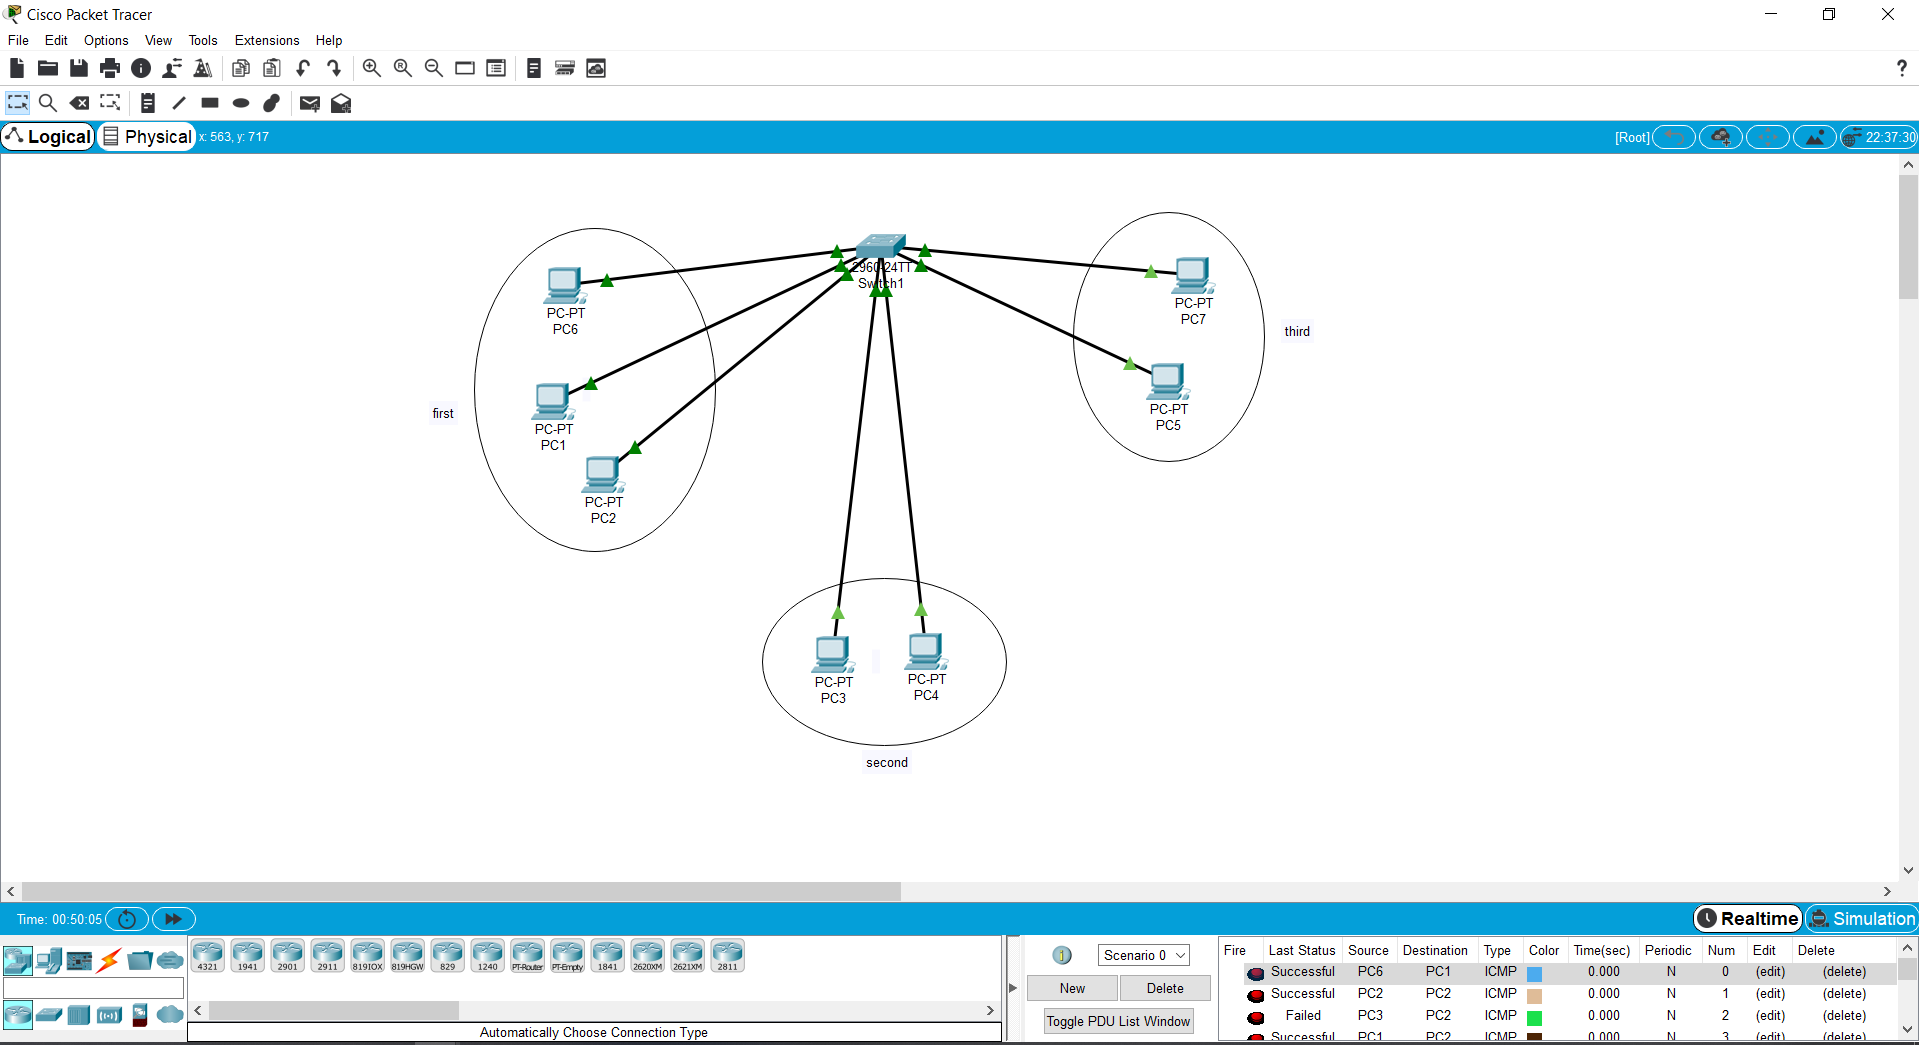 Cisco Packet Tracer
File Edit Options View Tools Extensions Help
?
Logical Physical x: 563, y: 717 [Root] 22:37:30
2960-24TT
Switch1
PC-PT
PC6
PC-PT
PC1
PC-PT
PC2
first
PC-PT
PC7
PC-PT
PC5
third
PC-PT
PC3
PC-PT
PC4
second
Time: 00:50:05 Realtime Simulation
4321 1941 2901 2911 819IOX 819HGW 829 1240 PT-Router PT-Empty 1841 2620XM 2621XM 2811
Automatically Choose Connection Type
Scenario 0
New Delete
Toggle PDU List Window
Fire Last Status Source Destination Type Color Time(sec) Periodic Num Edit Delete
Successful PC6 PC1 ICMP 0.000 N 0 (edit) (delete)
Successful PC2 PC2 ICMP 0.000 N 1 (edit) (delete)
Failed PC3 PC2 ICMP 0.000 N 2 (edit) (delete)
Successful PC1 PC2 ICMP 0.000 N 3 (edit) (delete)